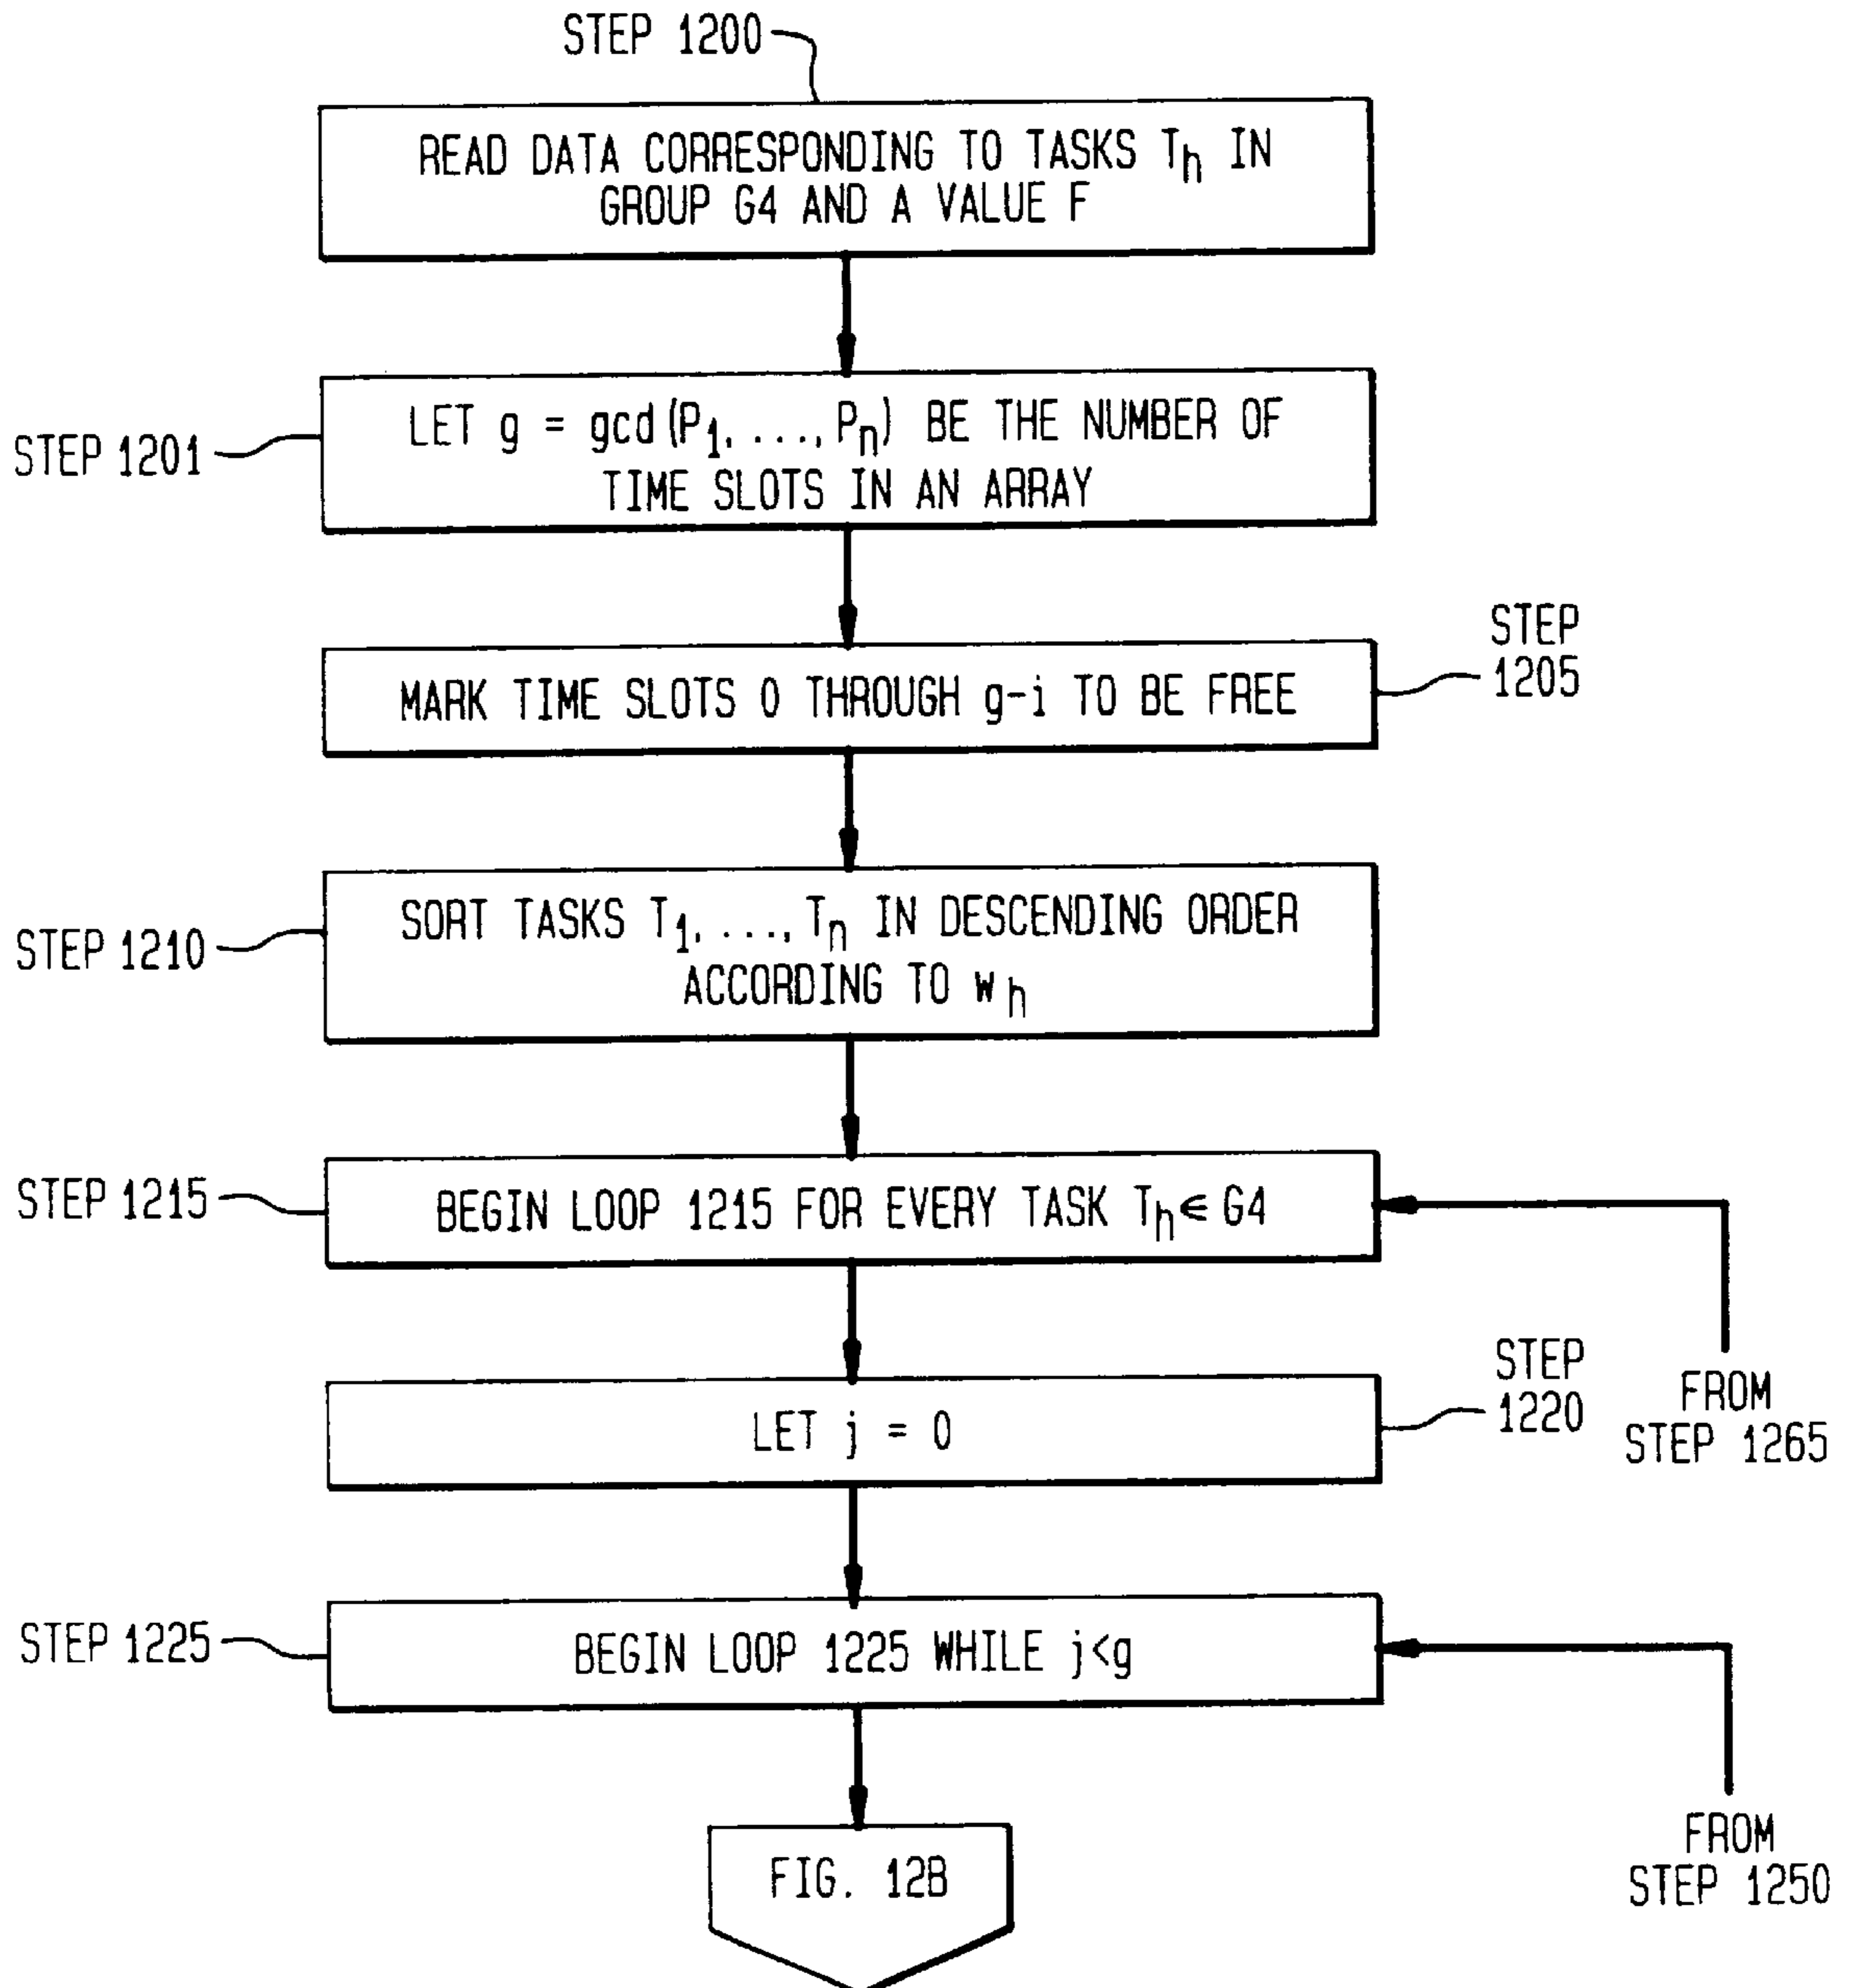 STEP 1200
READ DATA CORRESPONDING TO TASKS Th IN
GROUP G4 AND A VALUE F
STEP 1201
LET g = gcd(P1, ..., Pn) BE THE NUMBER OF
TIME SLOTS IN AN ARRAY
MARK TIME SLOTS 0 THROUGH g-i TO BE FREE
STEP
1205
STEP 1210
SORT TASKS T1, ..., Tn IN DESCENDING ORDER
ACCORDING TO wh
STEP 1215
BEGIN LOOP 1215 FOR EVERY TASK Th ∈ G4
LET j = 0
STEP
1220
FROM
STEP 1265
STEP 1225
BEGIN LOOP 1225 WHILE j<g
FIG. 12B
FROM
STEP 1250